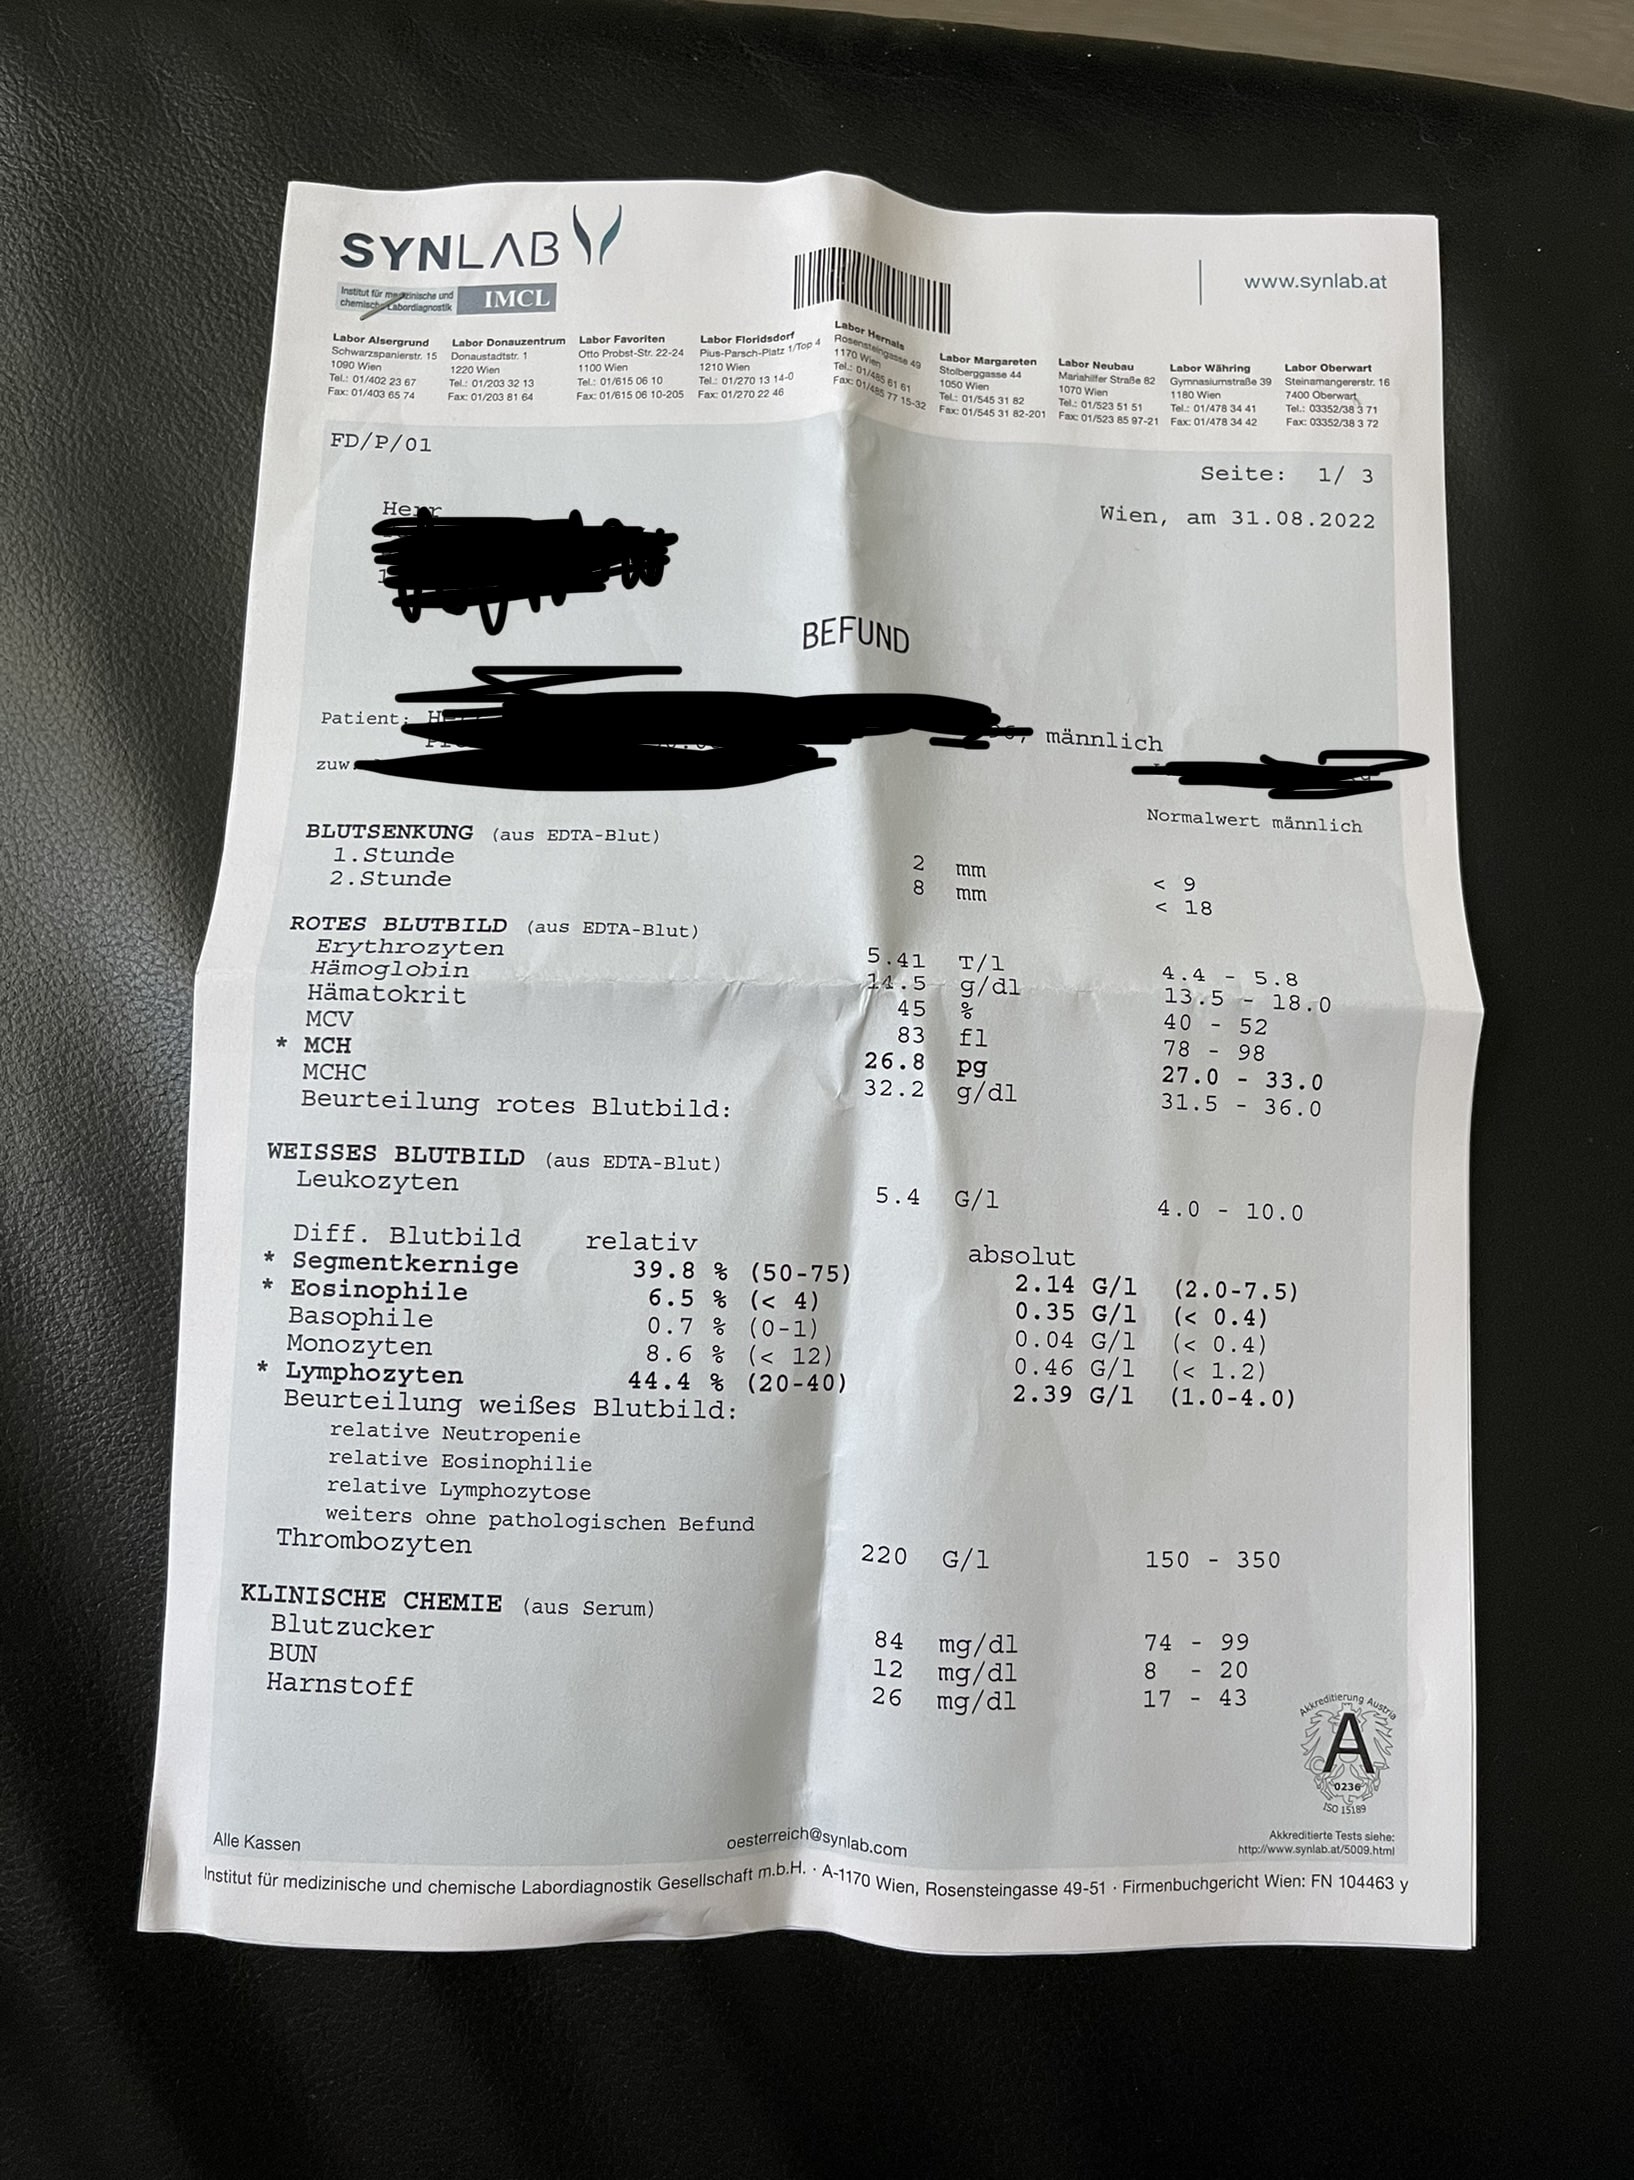 SYNLAB
Institut für medizinische und
chemische Labordiagnostik
IMCL
www.synlab.at
Labor Alsergrund
Schwarzspanierstr. 15
1090 Wien
Tel.: 01/402 23 67
Fax: 01/403 65 74
Labor Donauzentrum
Donaustadtstr. 1
1220 Wien
Tel.: 01/203 32 13
Fax: 01/203 81 64
Labor Favoriten
Otto Probst-Str. 22-24
1100 Wien
Tel.: 01/615 06 10
Fax: 01/615 06 10-205
Labor Floridsdorf
Pius-Parsch-Platz 1/Top 4
1210 Wien
Tel.: 01/270 13 14-0
Fax: 01/270 22 46
Labor Hernals
Rosensteingasse 49
1170 Wien
Tel.: 01/485 61 61
Fax: 01/485 77 15-32
Labor Margareten
Stolberggasse 44
1050 Wien
Tel.: 01/545 31 82
Fax: 01/545 31 82-201
Labor Neubau
Mariahilfer Straße 82
1070 Wien
Tel.: 01/523 51 51
Fax: 01/523 85 97-21
Labor Währing
Gymnasiumstraße 39
1180 Wien
Tel.: 01/478 34 41
Fax: 01/478 34 42
Labor Oberwart
Steinamangererstr. 16
7400 Oberwart
Tel.: 03352/38 3 71
Fax: 03352/38 3 72
FD/P/01
Seite: 1/ 3
Herr
Wien, am 31.08.2022
BEFUND
Patient: männlich
zuw.
Normalwert männlich
BLUTSENKUNG (aus EDTA-Blut)
1.Stunde 2 mm < 9
2.Stunde 8 mm < 18
ROTES BLUTBILD (aus EDTA-Blut)
Erythrozyten 5.41 T/l 4.4 - 5.8
Hämoglobin 14.5 g/dl 13.5 - 18.0
Hämatokrit 45 % 40 - 52
MCV 83 fl 78 - 98
* MCH 26.8 pg 27.0 - 33.0
MCHC 32.2 g/dl 31.5 - 36.0
Beurteilung rotes Blutbild:
WEISSES BLUTBILD (aus EDTA-Blut)
Leukozyten 5.4 G/l 4.0 - 10.0
Diff. Blutbild relativ absolut
* Segmentkernige 39.8 % (50-75) 2.14 G/l (2.0-7.5)
* Eosinophile 6.5 % (< 4) 0.35 G/l (< 0.4)
Basophile 0.7 % (0-1) 0.04 G/l (< 0.4)
Monozyten 8.6 % (< 12) 0.46 G/l (< 1.2)
* Lymphozyten 44.4 % (20-40) 2.39 G/l (1.0-4.0)
Beurteilung weißes Blutbild:
relative Neutropenie
relative Eosinophilie
relative Lymphozytose
weiters ohne pathologischen Befund
Thrombozyten 220 G/l 150 - 350
KLINISCHE CHEMIE (aus Serum)
Blutzucker 84 mg/dl 74 - 99
BUN 12 mg/dl 8 - 20
Harnstoff 26 mg/dl 17 - 43
Akkreditierung Austria
A
0236
ISO 15189
Alle Kassen
oesterreich@synlab.com
Akkreditierte Tests siehe:
http://www.synlab.at/5009.html
Institut für medizinische und chemische Labordiagnostik Gesellschaft m.b.H. · A-1170 Wien, Rosensteingasse 49-51 · Firmenbuchgericht Wien: FN 104463 y